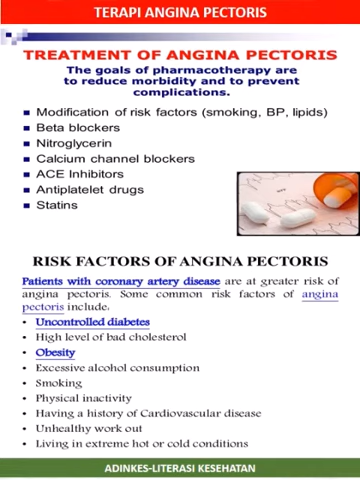 TERAPI ANGINA PECTORIS
TREATMENT OF ANGINA PECTORIS
The goals of pharmacotherapy are
to reduce morbidity and to prevent
complications.
Modification of risk factors (smoking, BP, lipids)
Beta blockers
Nitroglycerin
Calcium channel blockers
ACE Inhibitors
Antiplatelet drugs
Statins
RISK FACTORS OF ANGINA PECTORIS
Patients with coronary artery disease are at greater risk of
angina pectoris. Some common risk factors of angina
pectoris include:
• Uncontrolled diabetes
• High level of bad cholesterol
• Obesity
• Excessive alcohol consumption
• Smoking
• Physical inactivity
• Having a history of Cardiovascular disease
• Unhealthy work out
• Living in extreme hot or cold conditions
ADINKES-LITERASI KESEHATAN